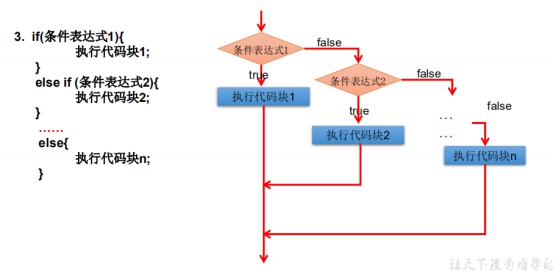 3. if(条件表达式1){
执行代码块1;
}
else if (条件表达式2){
执行代码块2;
}
……
else{
执行代码块n;
}
条件表达式1
false
true
执行代码块1
条件表达式2
false
true
执行代码块2
...
...
false
执行代码块n
让天下没有难学的